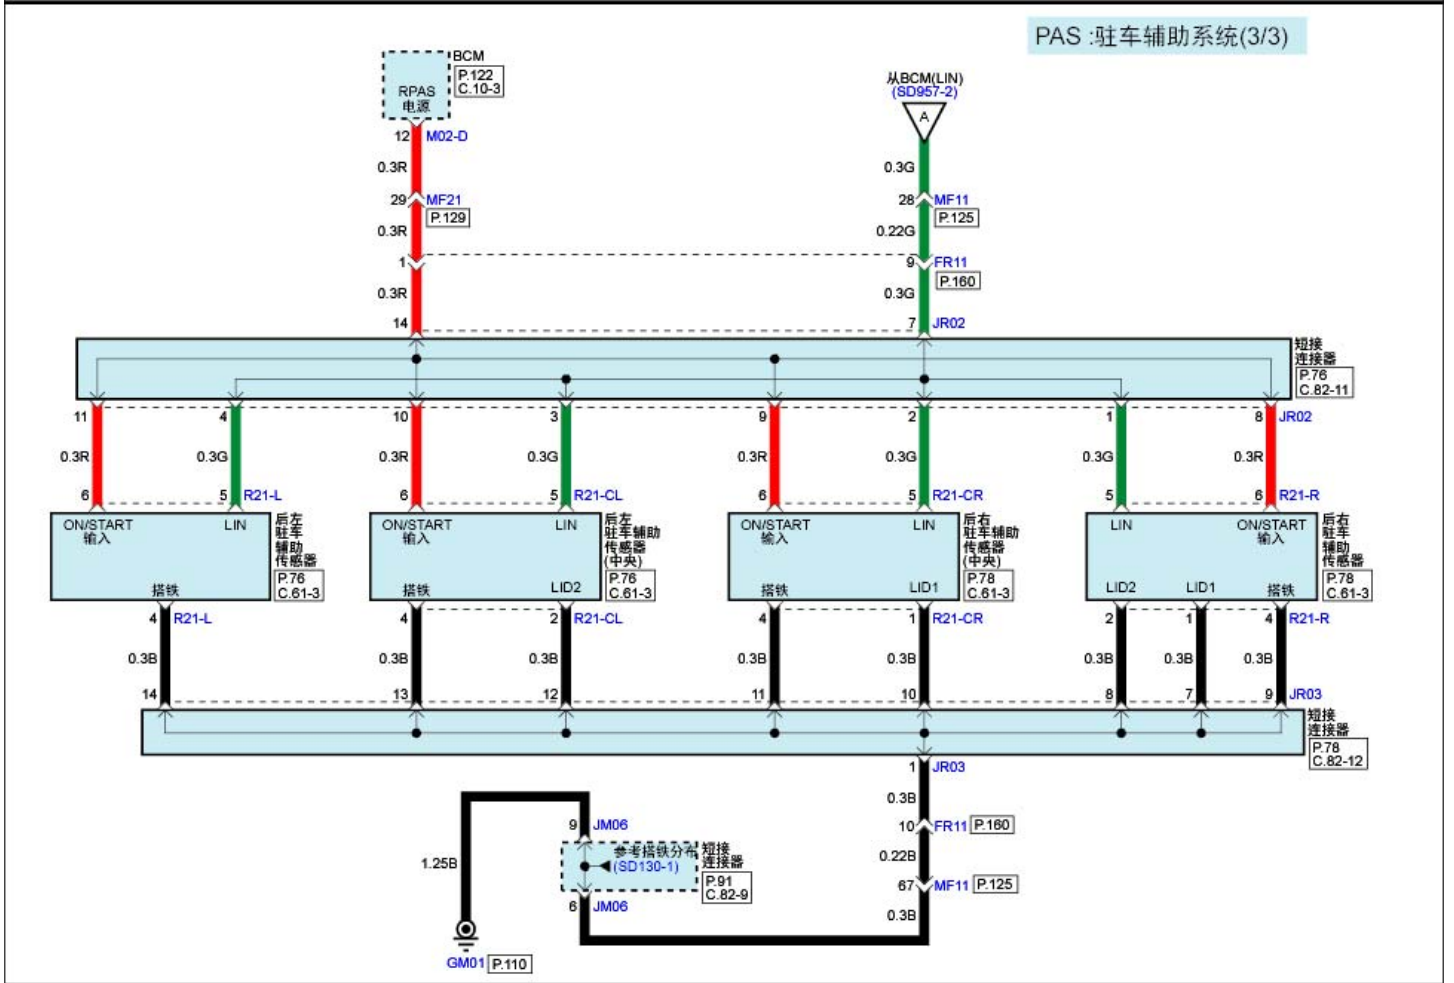 PAS :驻车辅助系统(3/3)
BCM
P.122
C.10-3
RPAS
电源
从BCM(LIN)
(SD957-2)
A
12 M02-D
0.3R
0.3G
29 MF21
P.129
28 MF11
P.125
0.3R
0.22G
1
9 FR11
P.160
0.3R
0.3G
14
7 JR02
短接
连接器
P.76
C.82-11
11 4 10 3 9 2 1 8 JR02
0.3R 0.3G 0.3R 0.3G 0.3R 0.3G 0.3G 0.3R
6 5 R21-L 6 5 R21-CL 6 5 R21-CR 5 6 R21-R
ON/START
输入
LIN
搭铁
后左
驻车
辅助
传感器
P.76
C.61-3
ON/START
输入
LIN
搭铁
LID2
后左
驻车辅助
传感器
(中央)
P.76
C.61-3
ON/START
输入
LIN
搭铁
LID1
后右
驻车辅助
传感器
(中央)
P.78
C.61-3
LIN
ON/START
输入
LID2
LID1
搭铁
后右
驻车
辅助
传感器
P.78
C.61-3
4 R21-L 4 2 R21-CL 4 1 R21-CR 2 1 4 R21-R
0.3B 0.3B 0.3B 0.3B 0.3B 0.3B 0.3B 0.3B
14 13 12 11 10 8 7 9 JR03
短接
连接器
P.78
C.82-12
1 JR03
0.3B
10 FR11 P.160
0.22B
67 MF11 P.125
0.3B
9 JM06
参考搭铁分布
(SD130-1)
短接
连接器
P.91
C.82-9
6 JM06
1.25B
GM01 P.110